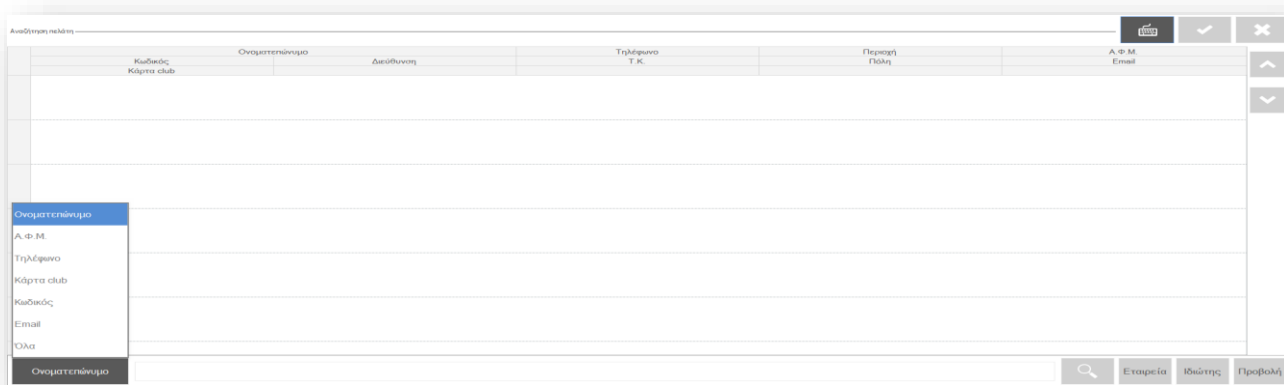 Αναζήτηση πελάτη
Ονοματεπώνυμο Τηλέφωνο Περιοχή Α.Φ.Μ.
Κωδικός Διεύθυνση Τ.Κ. Πόλη Email
Κάρτα club
Ονοματεπώνυμο
Α.Φ.Μ.
Τηλέφωνο
Κάρτα club
Κωδικός
Email
Όλα
Ονοματεπώνυμο Εταιρεία Ιδιώτης Προβολή